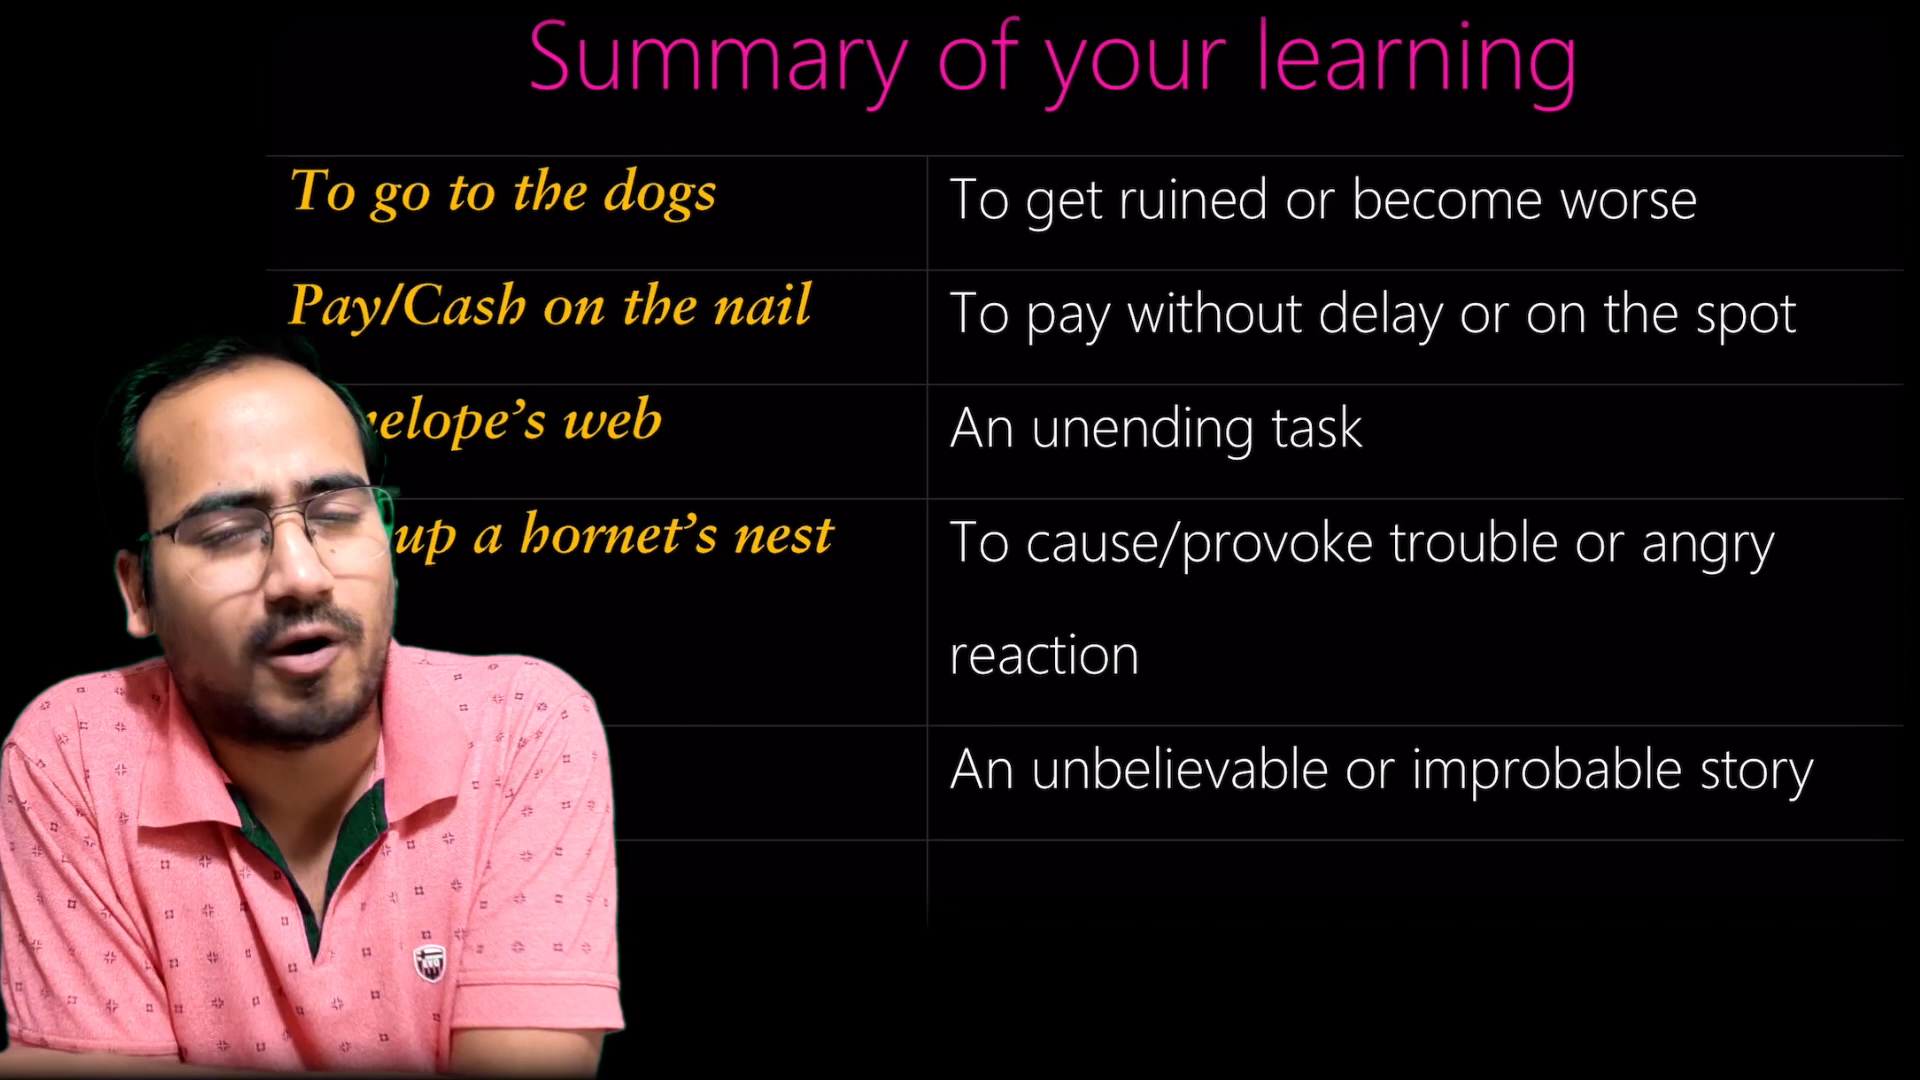 Summary of your learning
To go to the dogs
To get ruined or become worse
Pay/Cash on the nail
To pay without delay or on the spot
nelope's web
An unending task
up a hornet's nest
To cause/provoke trouble or angry
reaction
An unbelievable or improbable story